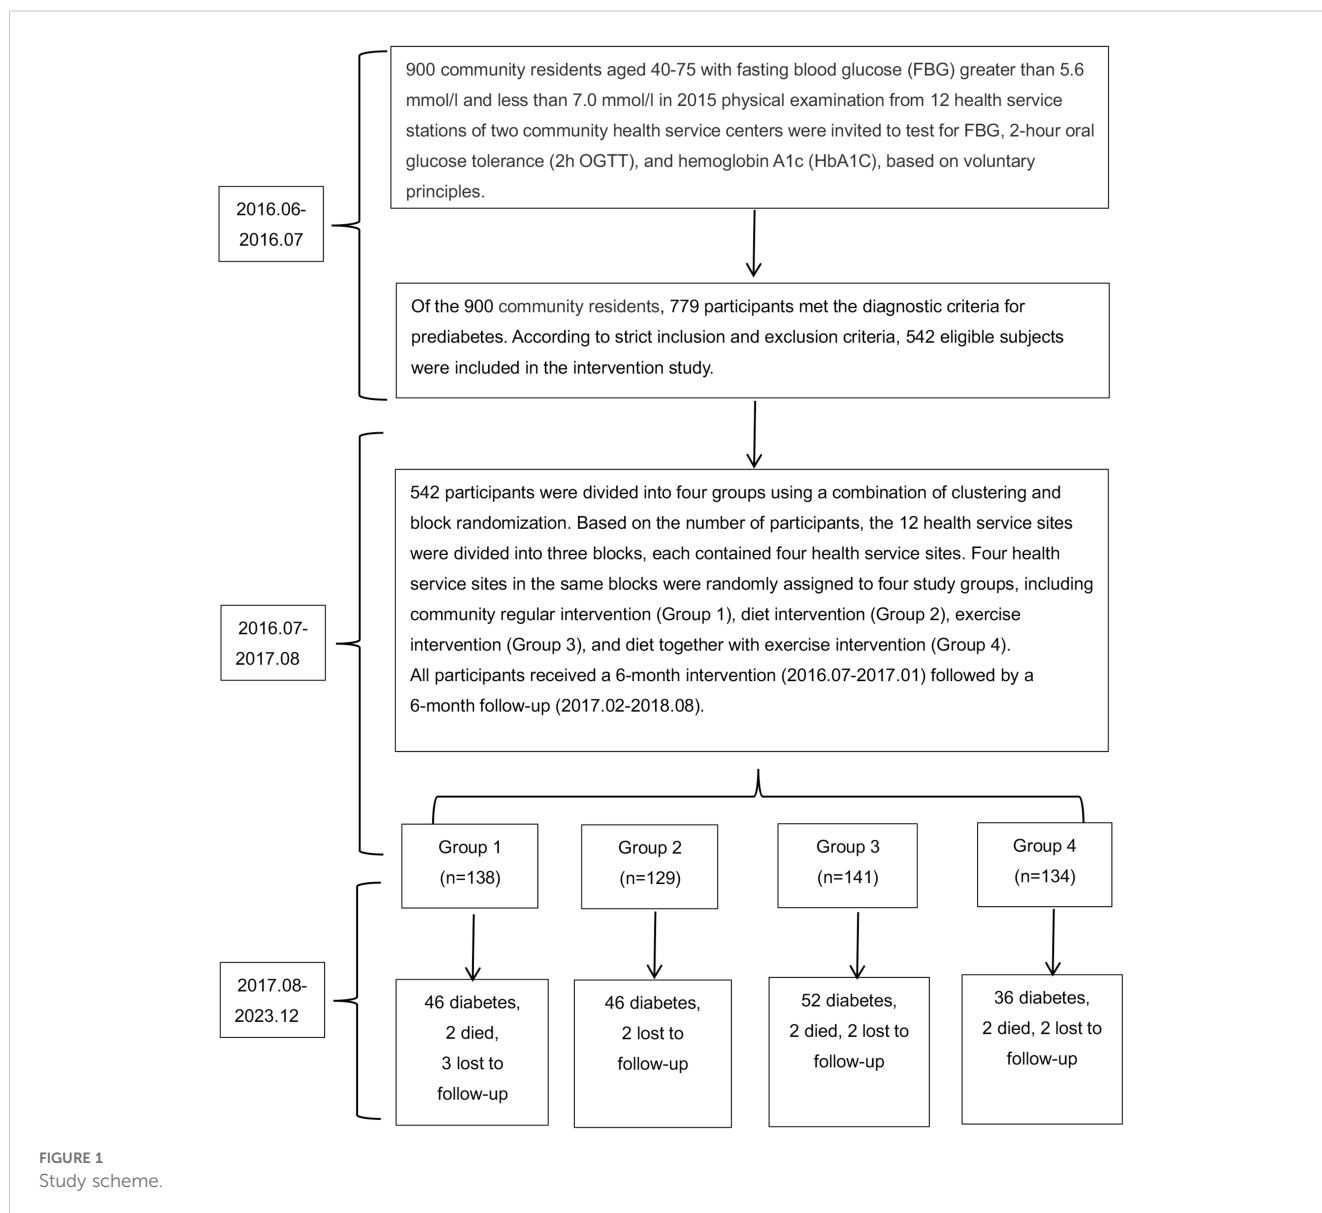 900 community residents aged 40-75 with fasting blood glucose (FBG) greater than 5.6
mmol/l and less than 7.0 mmol/l in 2015 physical examination from 12 health service
stations of two community health service centers were invited to test for FBG, 2-hour oral
glucose tolerance (2h OGTT), and hemoglobin A1c (HbA1C), based on voluntary
principles.
2016.06-
2016.07
Of the 900 community residents, 779 participants met the diagnostic criteria for
prediabetes. According to strict inclusion and exclusion criteria, 542 eligible subjects
were included in the intervention study.
542 participants were divided into four groups using a combination of clustering and
block randomization. Based on the number of participants, the 12 health service sites
were divided into three blocks, each contained four health service sites. Four health
service sites in the same blocks were randomly assigned to four study groups, including
community regular intervention (Group 1), diet intervention (Group 2), exercise
intervention (Group 3), and diet together with exercise intervention (Group 4).
All participants received a 6-month intervention (2016.07-2017.01) followed by a
6-month follow-up (2017.02-2018.08).
2016.07-
2017.08
Group 1
(n=138)
Group 2
(n=129)
Group 3
(n=141)
Group 4
(n=134)
2017.08-
2023.12
46 diabetes,
2 died,
3 lost to
follow-up
46 diabetes,
2 lost to
follow-up
52 diabetes,
2 died, 2 lost to
follow-up
36 diabetes,
2 died, 2 lost to
follow-up
FIGURE 1
Study scheme.